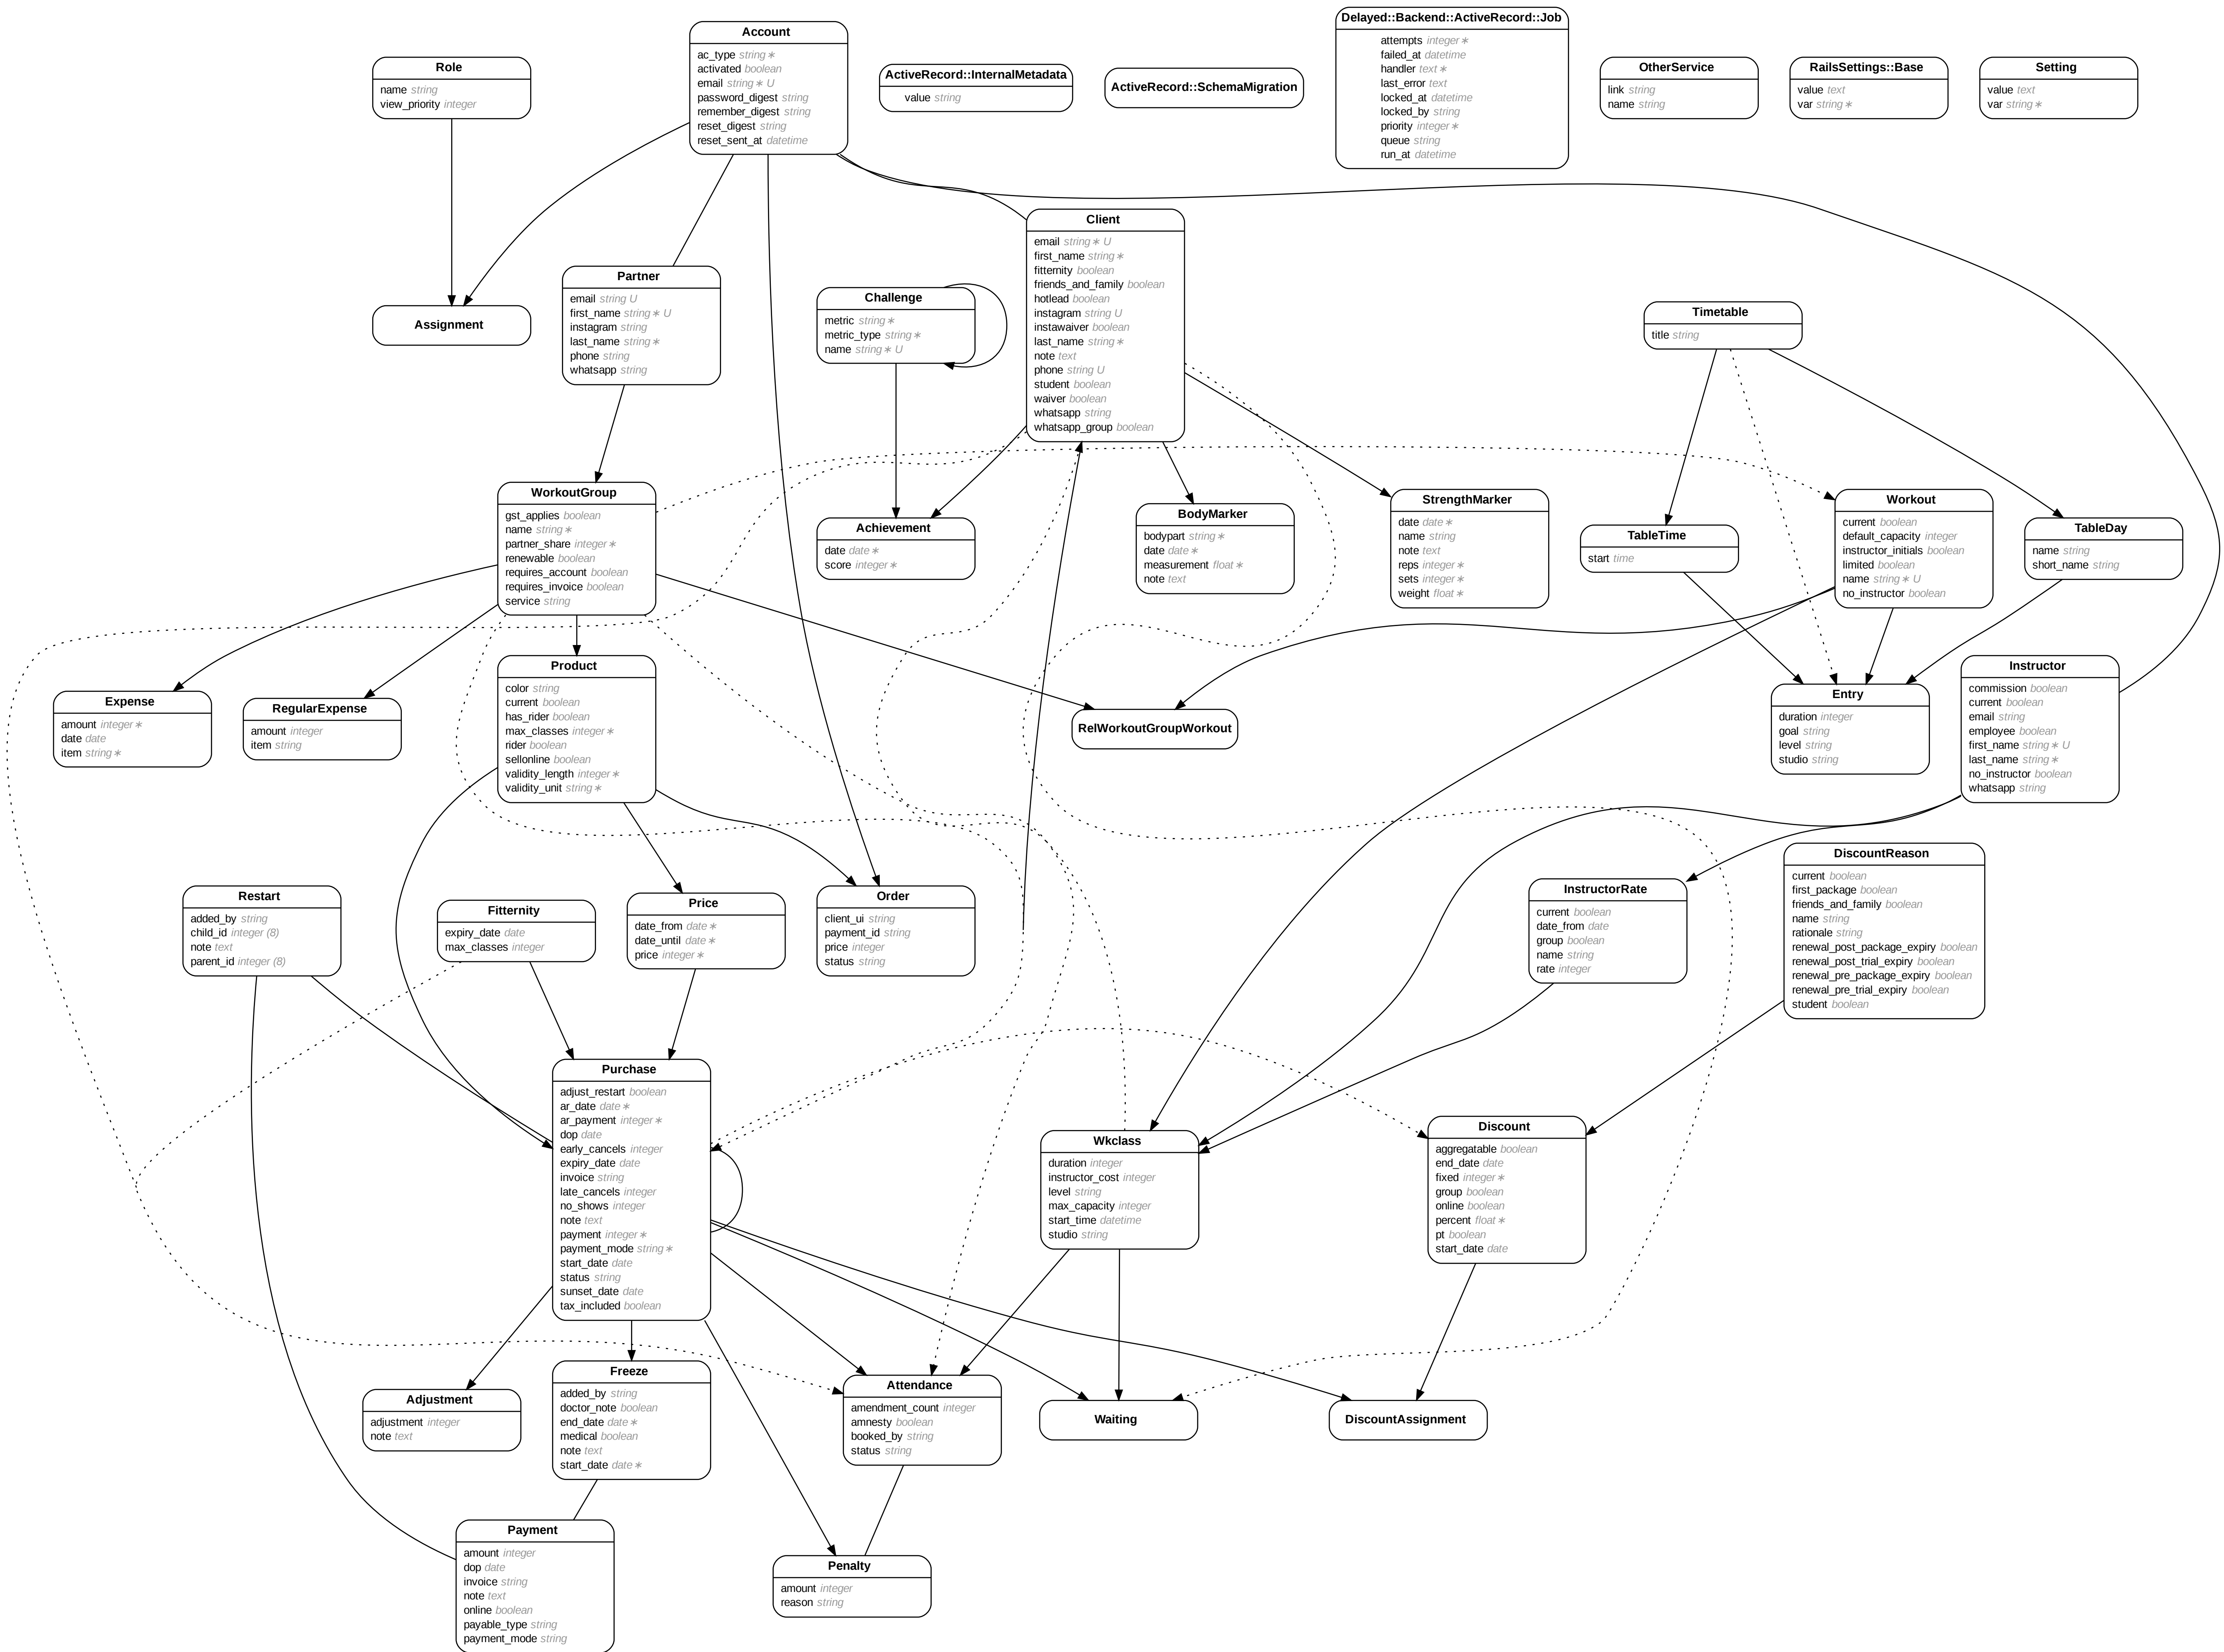 Account
ac_type string∗
activated boolean
email string∗ U
password_digest string
remember_digest string
reset_digest string
reset_sent_at datetime
Role
name string
view_priority integer
ActiveRecord::InternalMetadata
value string
ActiveRecord::SchemaMigration
Delayed::Backend::ActiveRecord::Job
attempts integer∗
failed_at datetime
handler text∗
last_error text
locked_at datetime
locked_by string
priority integer∗
queue string
run_at datetime
OtherService
link string
name string
RailsSettings::Base
value text
var string∗
Setting
value text
var string∗
Client
email string∗ U
first_name string∗
fitternity boolean
friends_and_family boolean
hotlead boolean
instagram string U
instawaiver boolean
last_name string∗
note text
phone string U
student boolean
waiver boolean
whatsapp string
whatsapp_group boolean
Partner
email string U
first_name string∗ U
instagram string
last_name string∗
phone string
whatsapp string
Assignment
Challenge
metric string∗
metric_type string∗
name string∗ U
Timetable
title string
WorkoutGroup
gst_applies boolean
name string∗
partner_share integer∗
renewable boolean
requires_account boolean
requires_invoice boolean
service string
Achievement
date date∗
score integer∗
BodyMarker
bodypart string∗
date date∗
measurement float∗
note text
StrengthMarker
date date∗
name string
note text
reps integer∗
sets integer∗
weight float∗
TableTime
start time
Workout
current boolean
default_capacity integer
instructor_initials boolean
limited boolean
name string∗ U
no_instructor boolean
TableDay
name string
short_name string
Expense
amount integer∗
date date
item string∗
RegularExpense
amount integer
item string
Product
color string
current boolean
has_rider boolean
max_classes integer∗
rider boolean
sellonline boolean
validity_length integer∗
validity_unit string∗
RelWorkoutGroupWorkout
Entry
duration integer
goal string
level string
studio string
Instructor
commission boolean
current boolean
email string
employee boolean
first_name string∗ U
last_name string∗
no_instructor boolean
whatsapp string
Restart
added_by string
child_id integer (8)
note text
parent_id integer (8)
Fitternity
expiry_date date
max_classes integer
Price
date_from date∗
date_until date∗
price integer∗
Order
client_ui string
payment_id string
price integer
status string
InstructorRate
current boolean
date_from date
group boolean
name string
rate integer
DiscountReason
current boolean
first_package boolean
friends_and_family boolean
name string
rationale string
renewal_post_package_expiry boolean
renewal_post_trial_expiry boolean
renewal_pre_package_expiry boolean
renewal_pre_trial_expiry boolean
student boolean
Purchase
adjust_restart boolean
ar_date date∗
ar_payment integer∗
dop date
early_cancels integer
expiry_date date
invoice string
late_cancels integer
no_shows integer
note text
payment integer∗
payment_mode string∗
start_date date
status string
sunset_date date
tax_included boolean
Wkclass
duration integer
instructor_cost integer
level string
max_capacity integer
start_time datetime
studio string
Discount
aggregatable boolean
end_date date
fixed integer∗
group boolean
online boolean
percent float∗
pt boolean
start_date date
Adjustment
adjustment integer
note text
Freeze
added_by string
doctor_note boolean
end_date date∗
medical boolean
note text
start_date date∗
Attendance
amendment_count integer
amnesty boolean
booked_by string
status string
Waiting
DiscountAssignment
Payment
amount integer
dop date
invoice string
note text
online boolean
payable_type string
payment_mode string
Penalty
amount integer
reason string